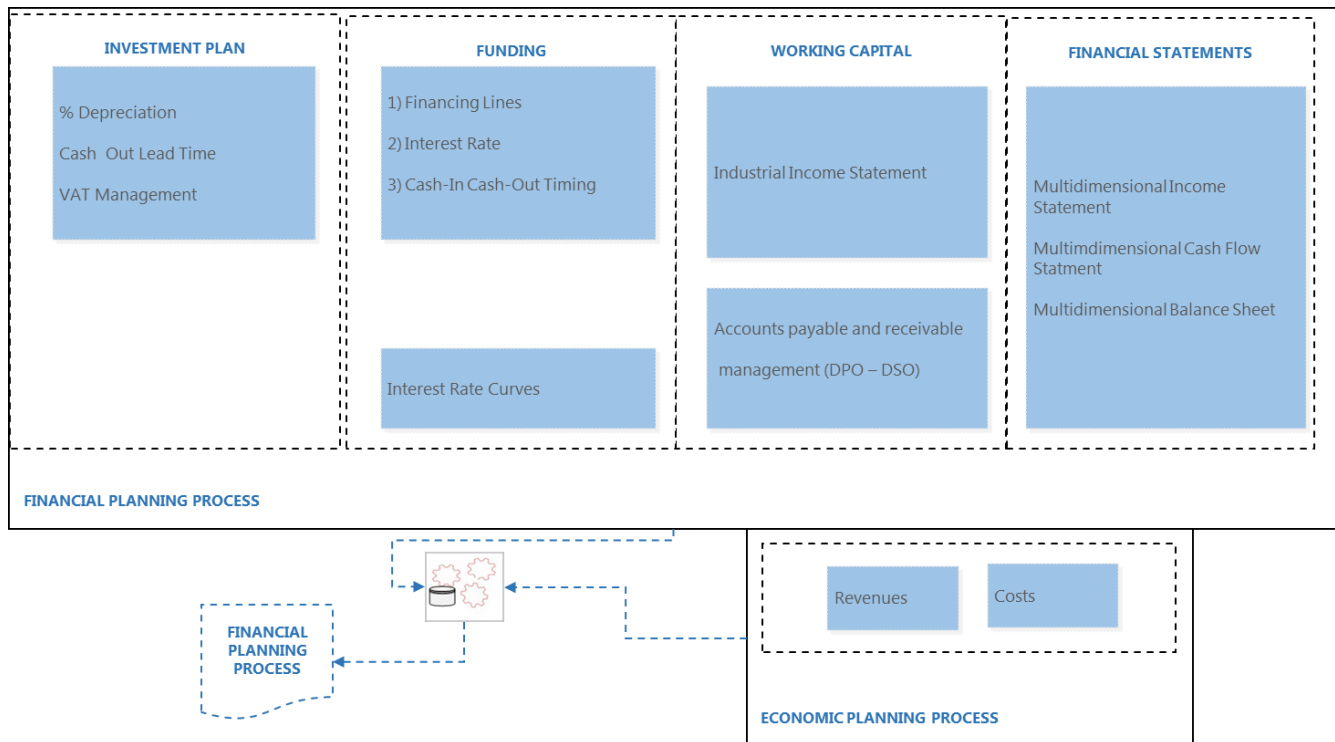 INVESTMENT PLAN
% Depreciation
Cash Out Lead Time
VAT Management
FUNDING
1) Financing Lines
2) Interest Rate
3) Cash-In Cash-Out Timing
Interest Rate Curves
WORKING CAPITAL
Industrial Income Statement
Accounts payable and receivable
management (DPO – DSO)
FINANCIAL STATEMENTS
Multidimensional Income
Statement
Multimdimensional Cash Flow
Statment
Multidimensional Balance Sheet
FINANCIAL PLANNING PROCESS
FINANCIAL
PLANNING
PROCESS
Revenues
Costs
ECONOMIC PLANNING PROCESS